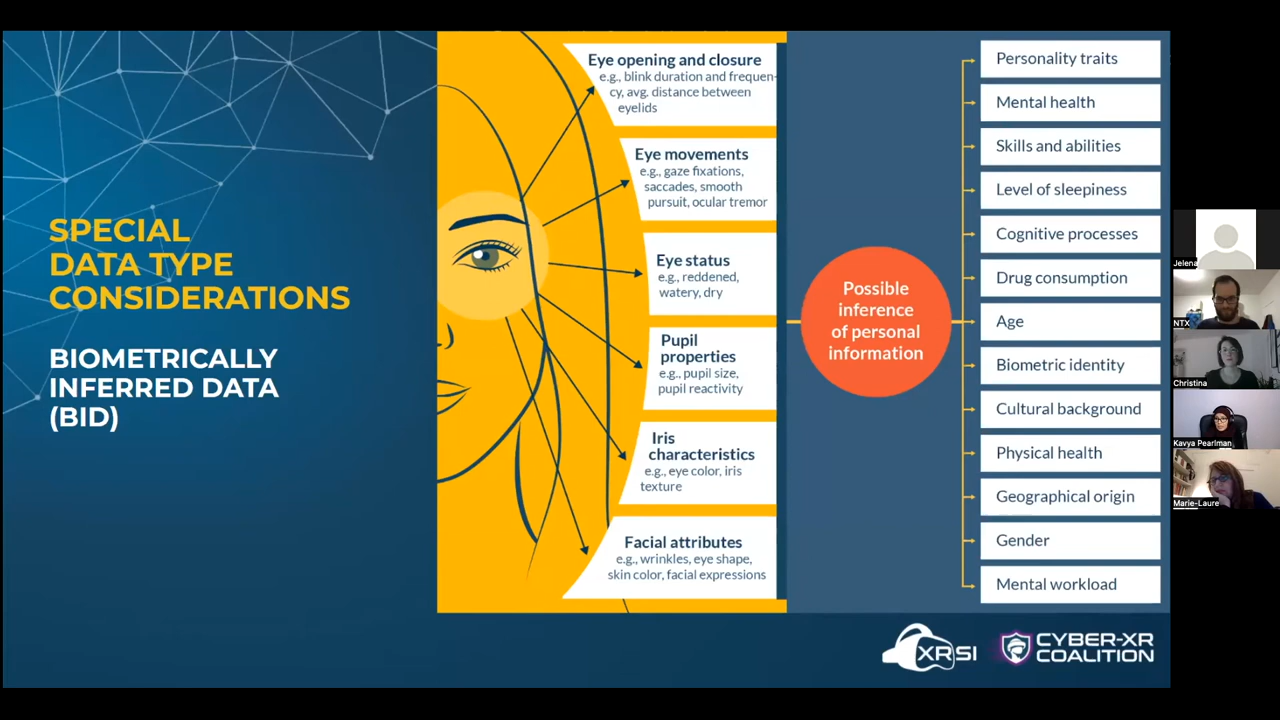 SPECIAL
DATA TYPE
CONSIDERATIONS
BIOMETRICALLY
INFERRED DATA
(BID)
Eye opening and closure
e.g., blink duration and frequen-
cy, avg. distance between
eyelids
Eye movements
e.g., gaze fixations,
saccades, smooth
pursuit, ocular tremor
Eye status
e.g., reddened,
watery, dry
Pupil
properties
e.g., pupil size,
pupil reactivity
Iris
characteristics
e.g., eye color, iris
texture
Facial attributes
e.g., wrinkles, eye shape,
skin color, facial expressions
Possible
inference
of personal
information
Personality traits
Mental health
Skills and abilities
Level of sleepiness
Cognitive processes
Drug consumption
Age
Biometric identity
Cultural background
Physical health
Geographical origin
Gender
Mental workload
XRSI
CYBER-XR
COALITION
Jelena
NTX
Christina
Kavya Pearlman
Marie-Laure